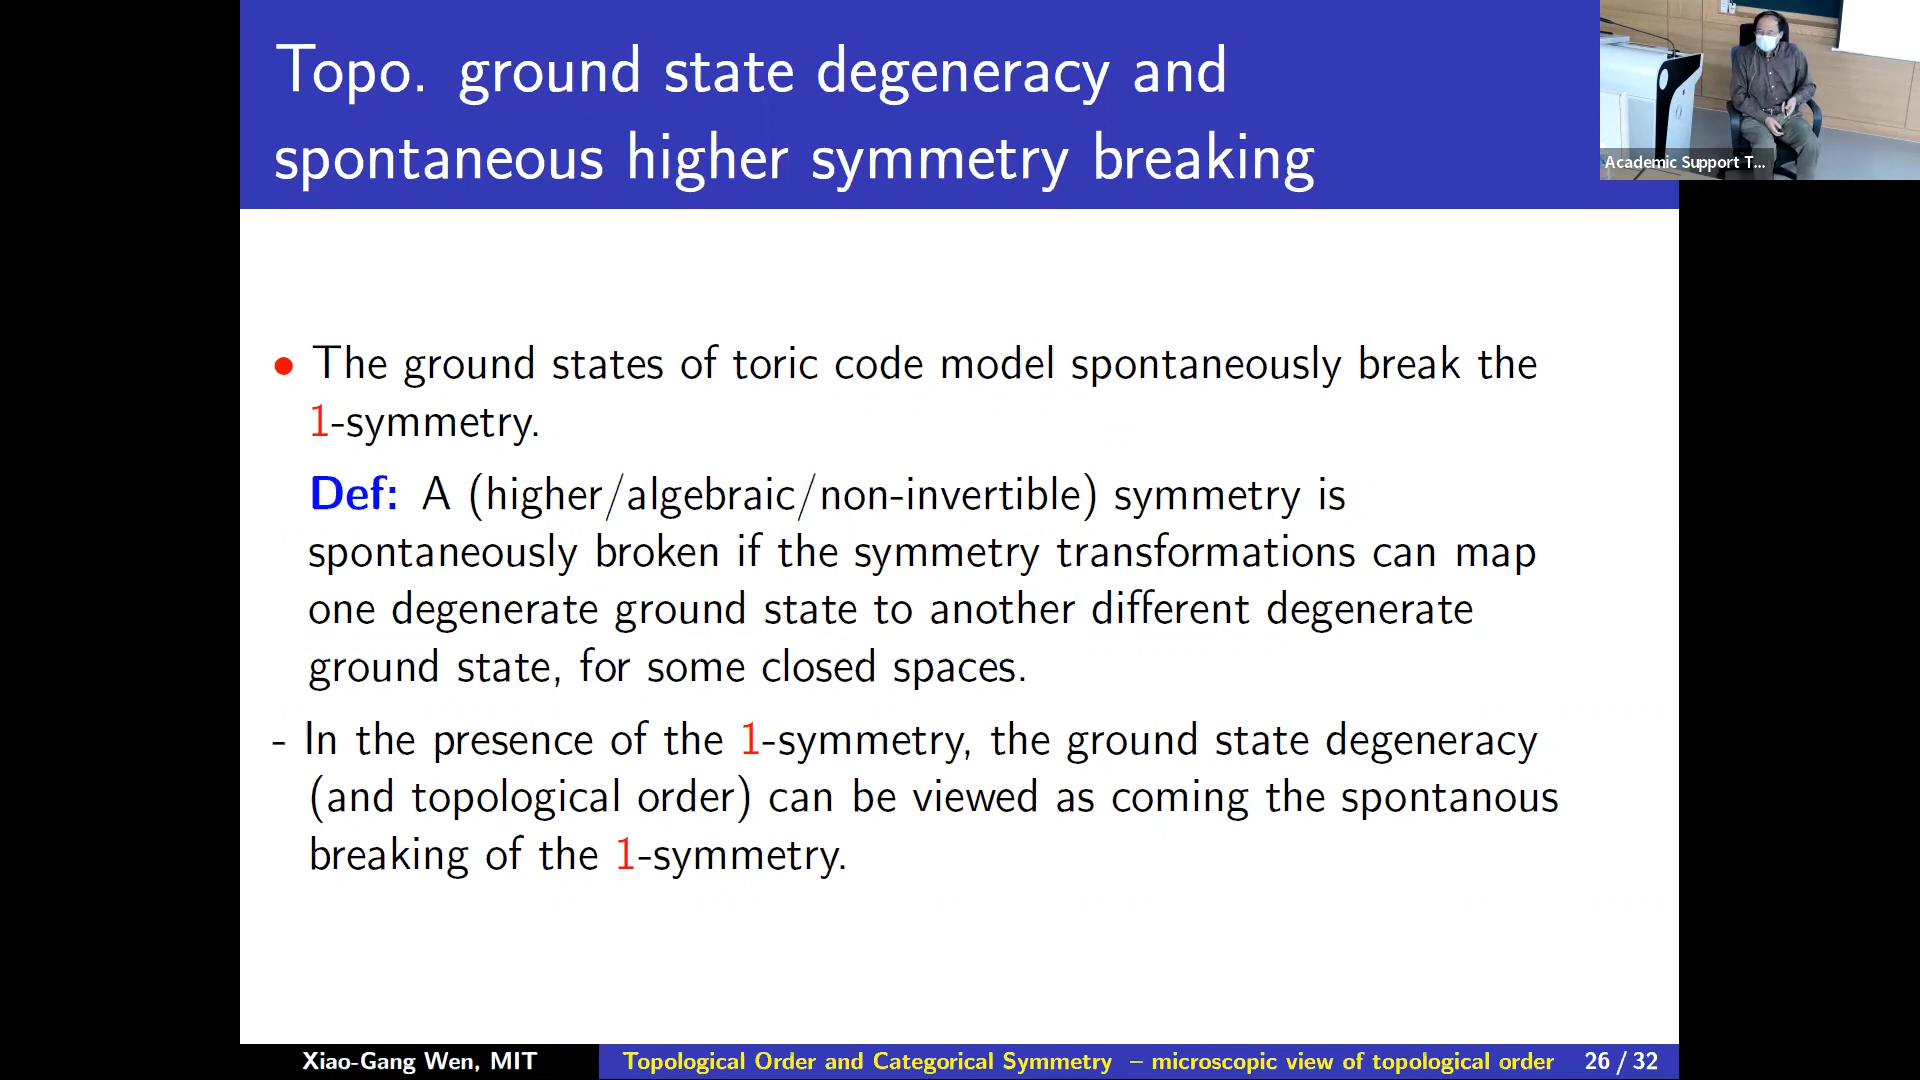 Topo. ground state degeneracy and
spontaneous higher symmetry breaking
Academic Support T...
• The ground states of toric code model spontaneously break the
1-symmetry.
Def: A (higher/algebraic/non-invertible) symmetry is
spontaneously broken if the symmetry transformations can map
one degenerate ground state to another different degenerate
ground state, for some closed spaces.
- In the presence of the 1-symmetry, the ground state degeneracy
(and topological order) can be viewed as coming the spontanous
breaking of the 1-symmetry.
Xiao-Gang Wen, MIT
Topological Order and Categorical Symmetry – microscopic view of topological order
26 / 32